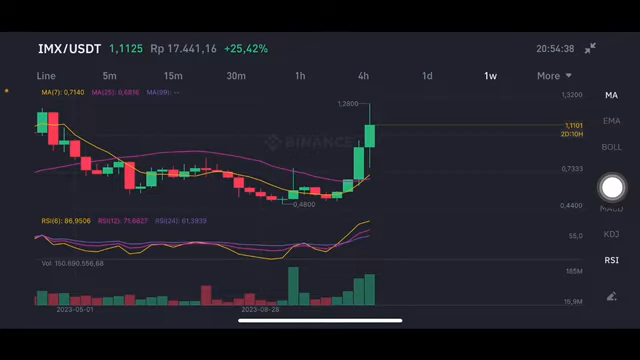 IMX/USDT 1,1125 Rp 17.441,16 +25,42% 20:54:38
Line 5m 15m 30m 1h 4h 1d 1w More
MA(7): 0,7140 MA(25): 0,6816 MA(99): --
1,3200
MA
1,2800
1,1101
2D:10H
EMA
BINANCE
BOLL
0,7333
0,4800
0,4400
MACD
RSI(6): 86,9506 RSI(12): 71,6627 RSI(24): 61,3939
55,0
KDJ
Vol: 150.690.556,68
RSI
185M
15,9M
2023-05-01 2023-08-28